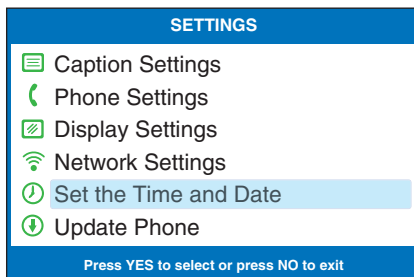 SETTINGS
Caption Settings
Phone Settings
Display Settings
Network Settings
Set the Time and Date
Update Phone
Press YES to select or press NO to exit